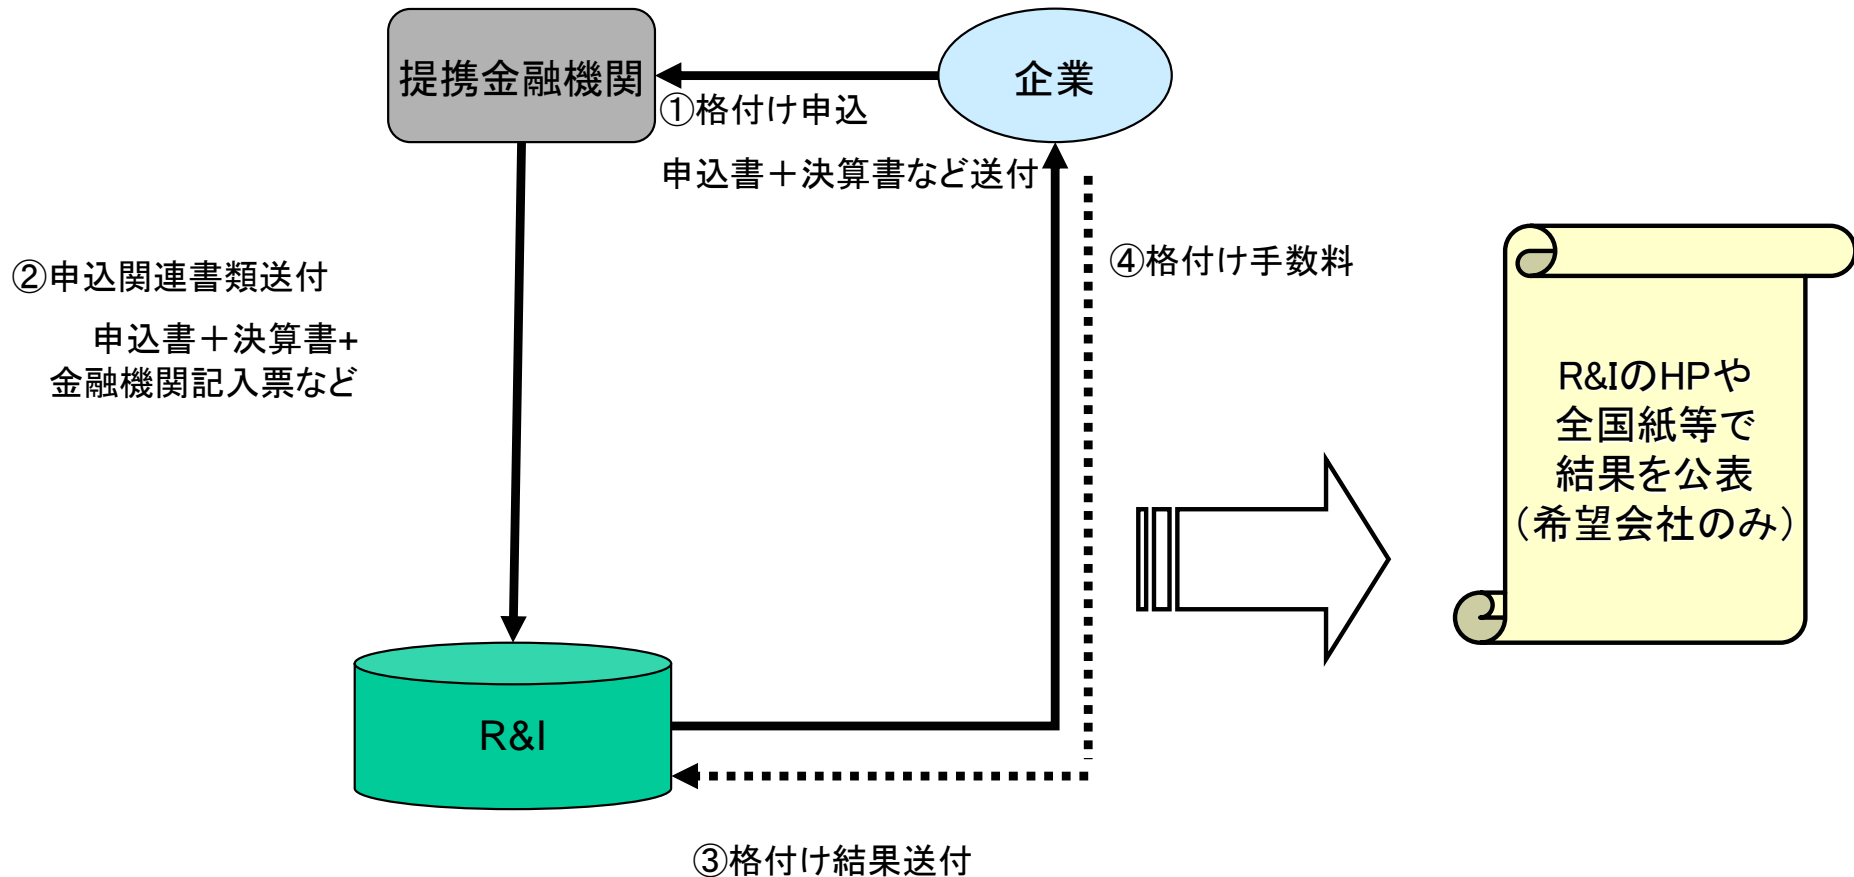 提携金融機関
企業
①格付け申込
申込書＋決算書など送付
②申込関連書類送付
申込書＋決算書+
金融機関記入票など
④格付け手数料
R&IのHPや
全国紙等で
結果を公表
（希望会社のみ）
R&I
③格付け結果送付